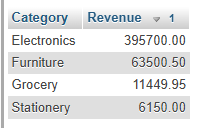 Category Revenue 1
Electronics 395700.00
Furniture 63500.50
Grocery 11449.95
Stationery 6150.00